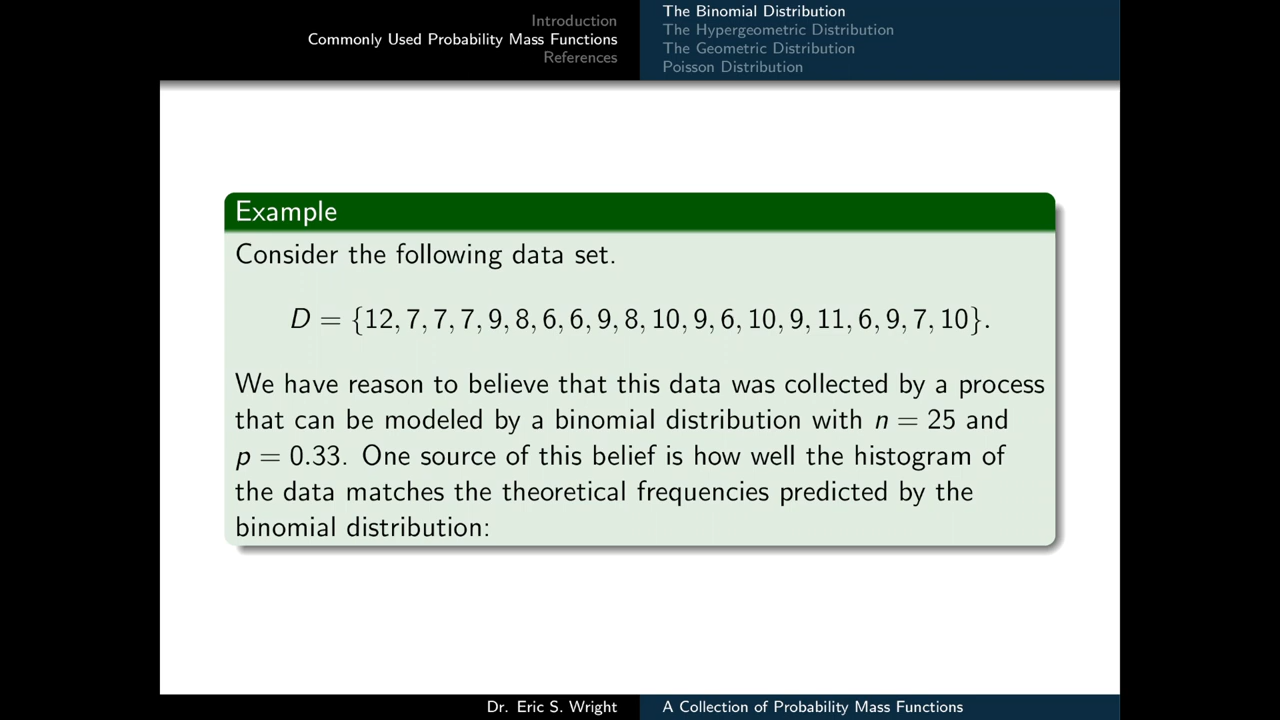 Introduction
Commonly Used Probability Mass Functions
References
The Binomial Distribution
The Hypergeometric Distribution
The Geometric Distribution
Poisson Distribution
Example
Consider the following data set.
D = {12, 7, 7, 7, 9, 8, 6, 6, 9, 8, 10, 9, 6, 10, 9, 11, 6, 9, 7, 10}.
We have reason to believe that this data was collected by a process
that can be modeled by a binomial distribution with n = 25 and
p = 0.33. One source of this belief is how well the histogram of
the data matches the theoretical frequencies predicted by the
binomial distribution:
Dr. Eric S. Wright
A Collection of Probability Mass Functions